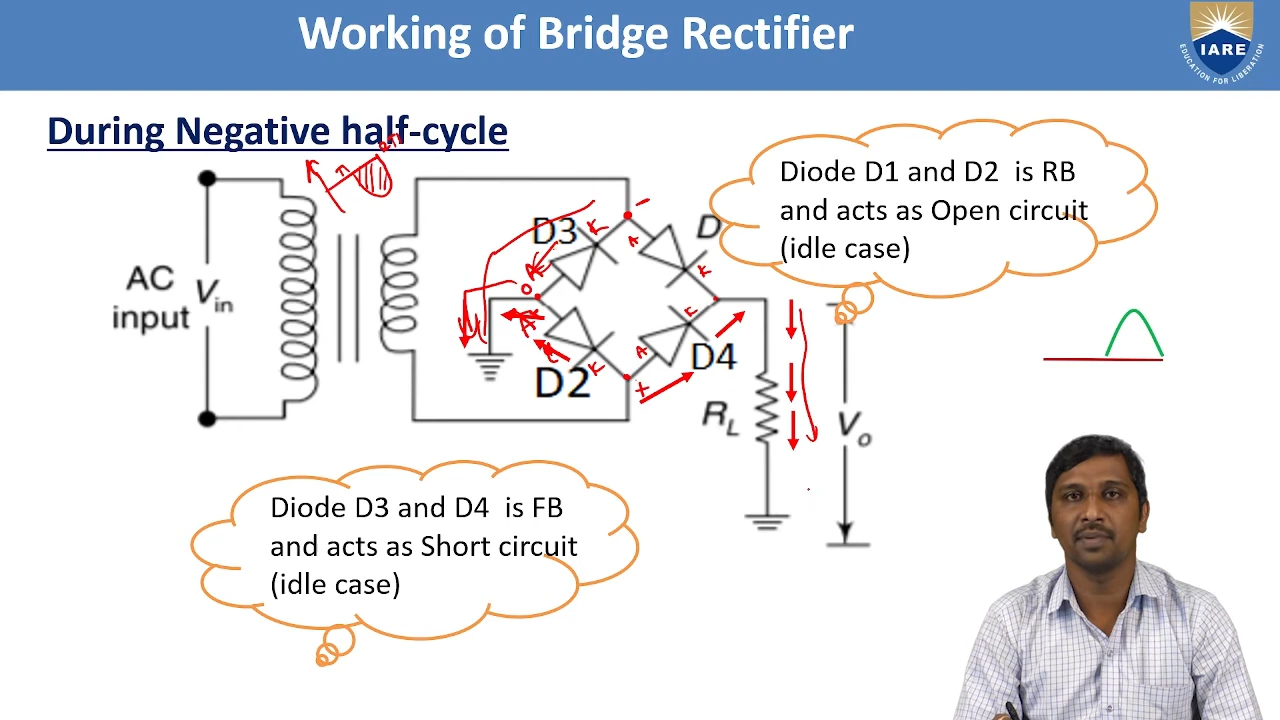 Working of Bridge Rectifier
IARE
EDUCATION FOR LIBERATION
During Negative half-cycle
Diode D1 and D2 is RB
and acts as Open circuit
(idle case)
AC
input
Vin
D3
D
D2
D4
K
A
K
A
K
A
K
0
-
+
RL
Vo
Diode D3 and D4 is FB
and acts as Short circuit
(idle case)